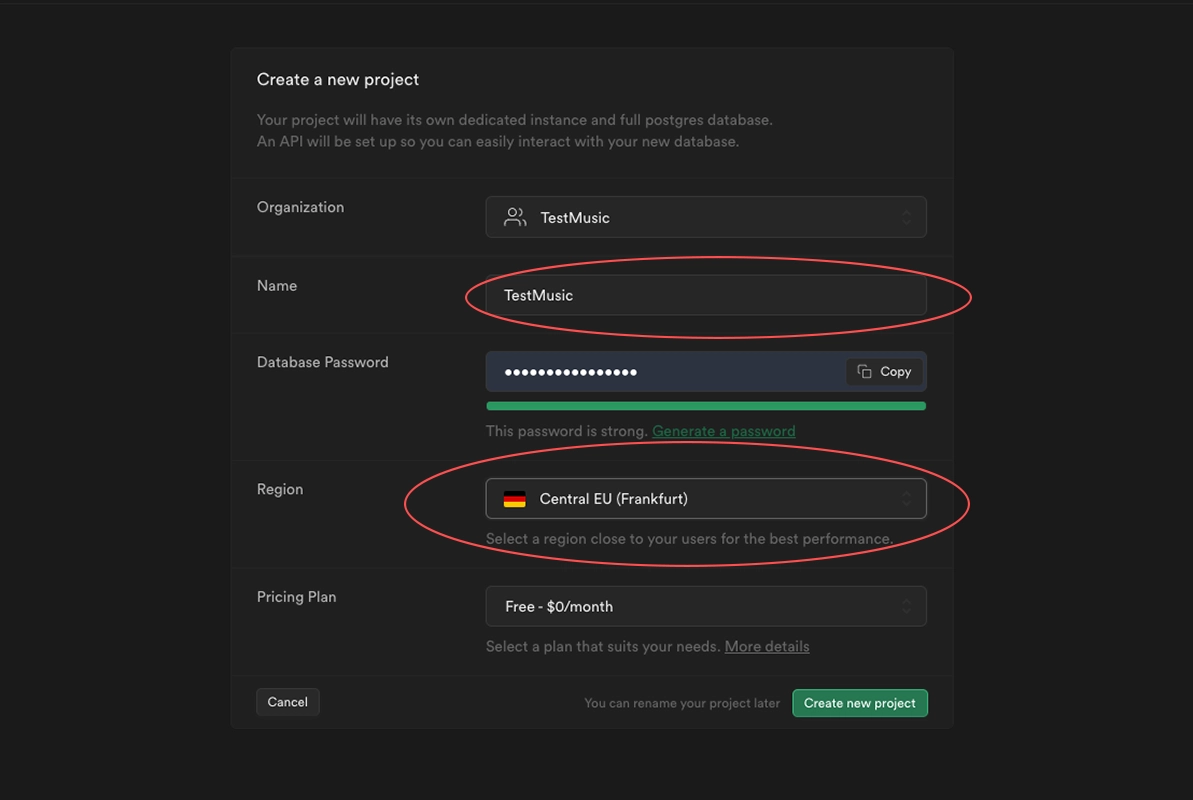 Create a new project
Your project will have its own dedicated instance and full postgres database.
An API will be set up so you can easily interact with your new database.
Organization
TestMusic
Name
TestMusic
Database Password
••••••••••••••••
Copy
This password is strong. Generate a password
Region
Central EU (Frankfurt)
Select a region close to your users for the best performance.
Pricing Plan
Free - $0/month
Select a plan that suits your needs. More details
Cancel
You can rename your project later
Create new project